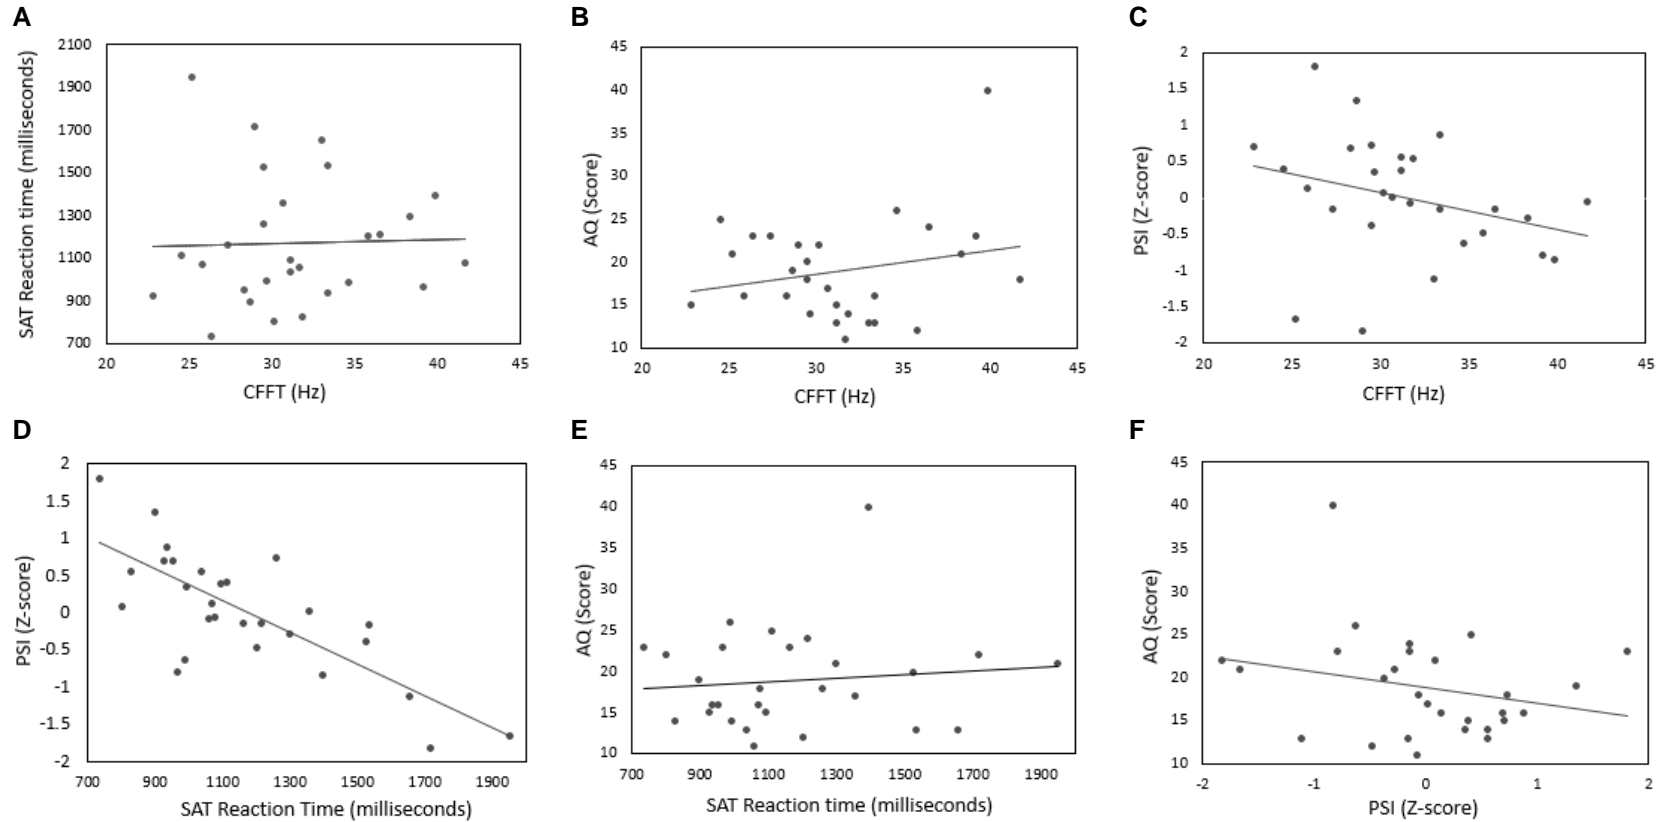 A
SAT Reaction time (milliseconds)
2100
1900
1700
1500
1300
1100
900
700
20 25 30 35 40 45
CFFT (Hz)
B
AQ (Score)
45
40
35
30
25
20
15
10
20 25 30 35 40 45
CFFT (Hz)
C
PSI (Z-score)
2
1.5
1
0.5
0
-0.5
-1
-1.5
-2
20 25 30 35 40 45
CFFT (Hz)
D
PSI (Z-score)
2
1.5
1
0.5
0
-0.5
-1
-1.5
-2
700 900 1100 1300 1500 1700 1900
SAT Reaction Time (milliseconds)
E
AQ (Score)
45
40
35
30
25
20
15
10
700 900 1100 1300 1500 1700 1900
SAT Reaction time (milliseconds)
F
AQ (Score)
45
40
35
30
25
20
15
10
-2 -1 0 1 2
PSI (Z-score)